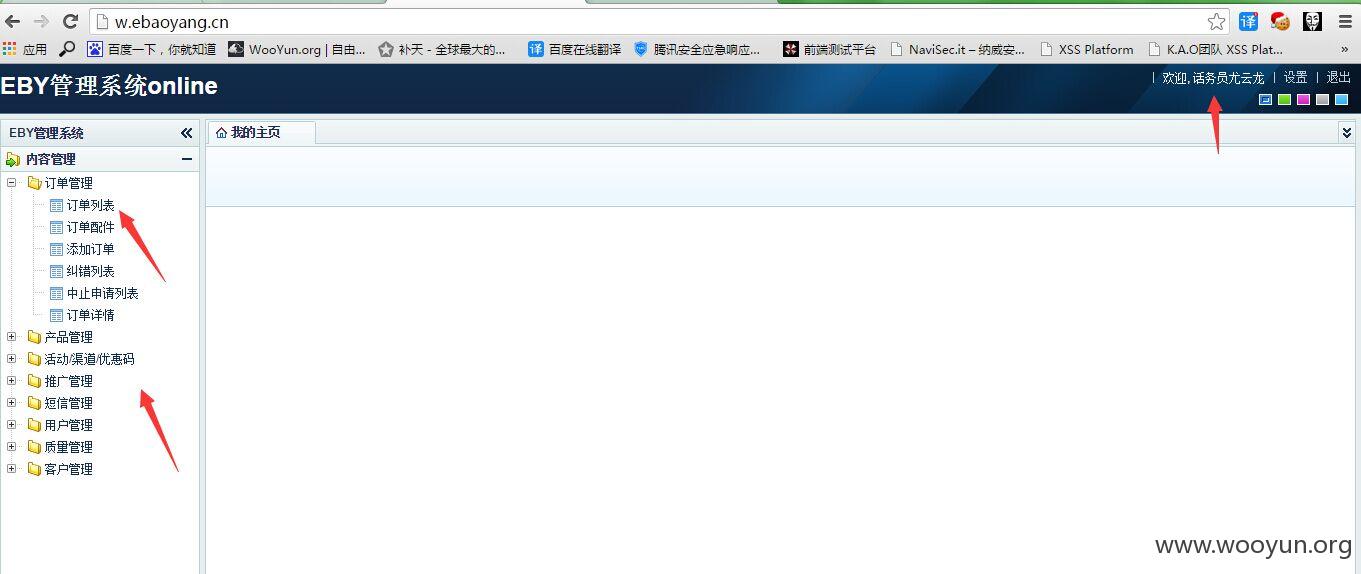 w.ebaoyang.cn
应用 百度一下，你就知道 WooYun.org | 自由... 补天 - 全球最大的... 百度在线翻译 腾讯安全应急响应... 前端测试平台 NaviSec.it – 纳威安... XSS Platform K.A.O团队 XSS Plat... »
EBY管理系统online
| 欢迎, 话务员尤云龙 | 设置 | 退出
EBY管理系统
我的主页
内容管理
订单管理
订单列表
订单配件
添加订单
纠错列表
中止申请列表
订单详情
产品管理
活动/渠道/优惠码
推广管理
短信管理
用户管理
质量管理
客户管理
www.wooyun.org